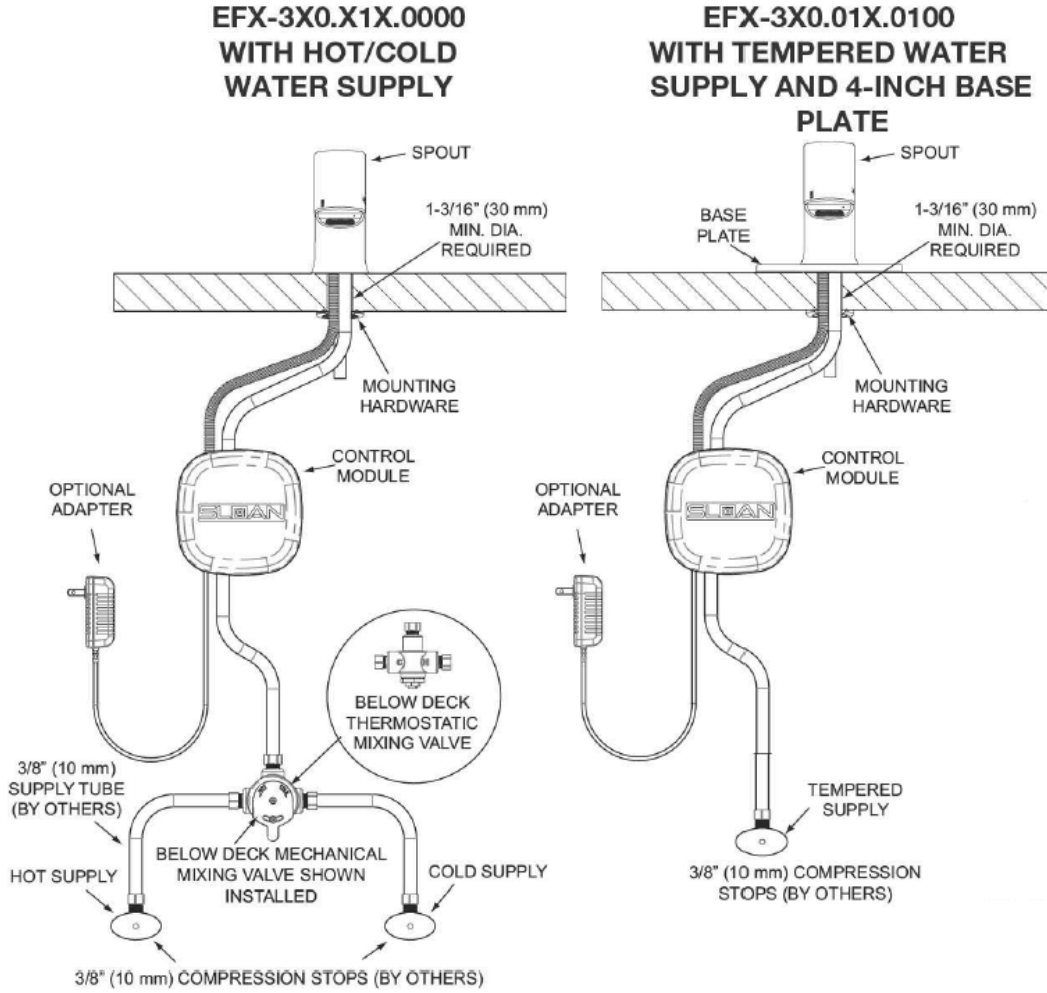 EFX-3X0.X1X.0000
WITH HOT/COLD
WATER SUPPLY
SPOUT
1-3/16" (30 mm)
MIN. DIA.
REQUIRED
MOUNTING
HARDWARE
CONTROL
MODULE
OPTIONAL
ADAPTER
SLOAN
BELOW DECK
THERMOSTATIC
MIXING VALVE
3/8" (10 mm)
SUPPLY TUBE
(BY OTHERS)
BELOW DECK MECHANICAL
MIXING VALVE SHOWN
INSTALLED
HOT SUPPLY
COLD SUPPLY
3/8" (10 mm) COMPRESSION STOPS (BY OTHERS)
EFX-3X0.01X.0100
WITH TEMPERED WATER
SUPPLY AND 4-INCH BASE
PLATE
SPOUT
BASE
PLATE
1-3/16" (30 mm)
MIN. DIA.
REQUIRED
MOUNTING
HARDWARE
CONTROL
MODULE
OPTIONAL
ADAPTER
SLOAN
TEMPERED
SUPPLY
3/8" (10 mm) COMPRESSION
STOPS (BY OTHERS)